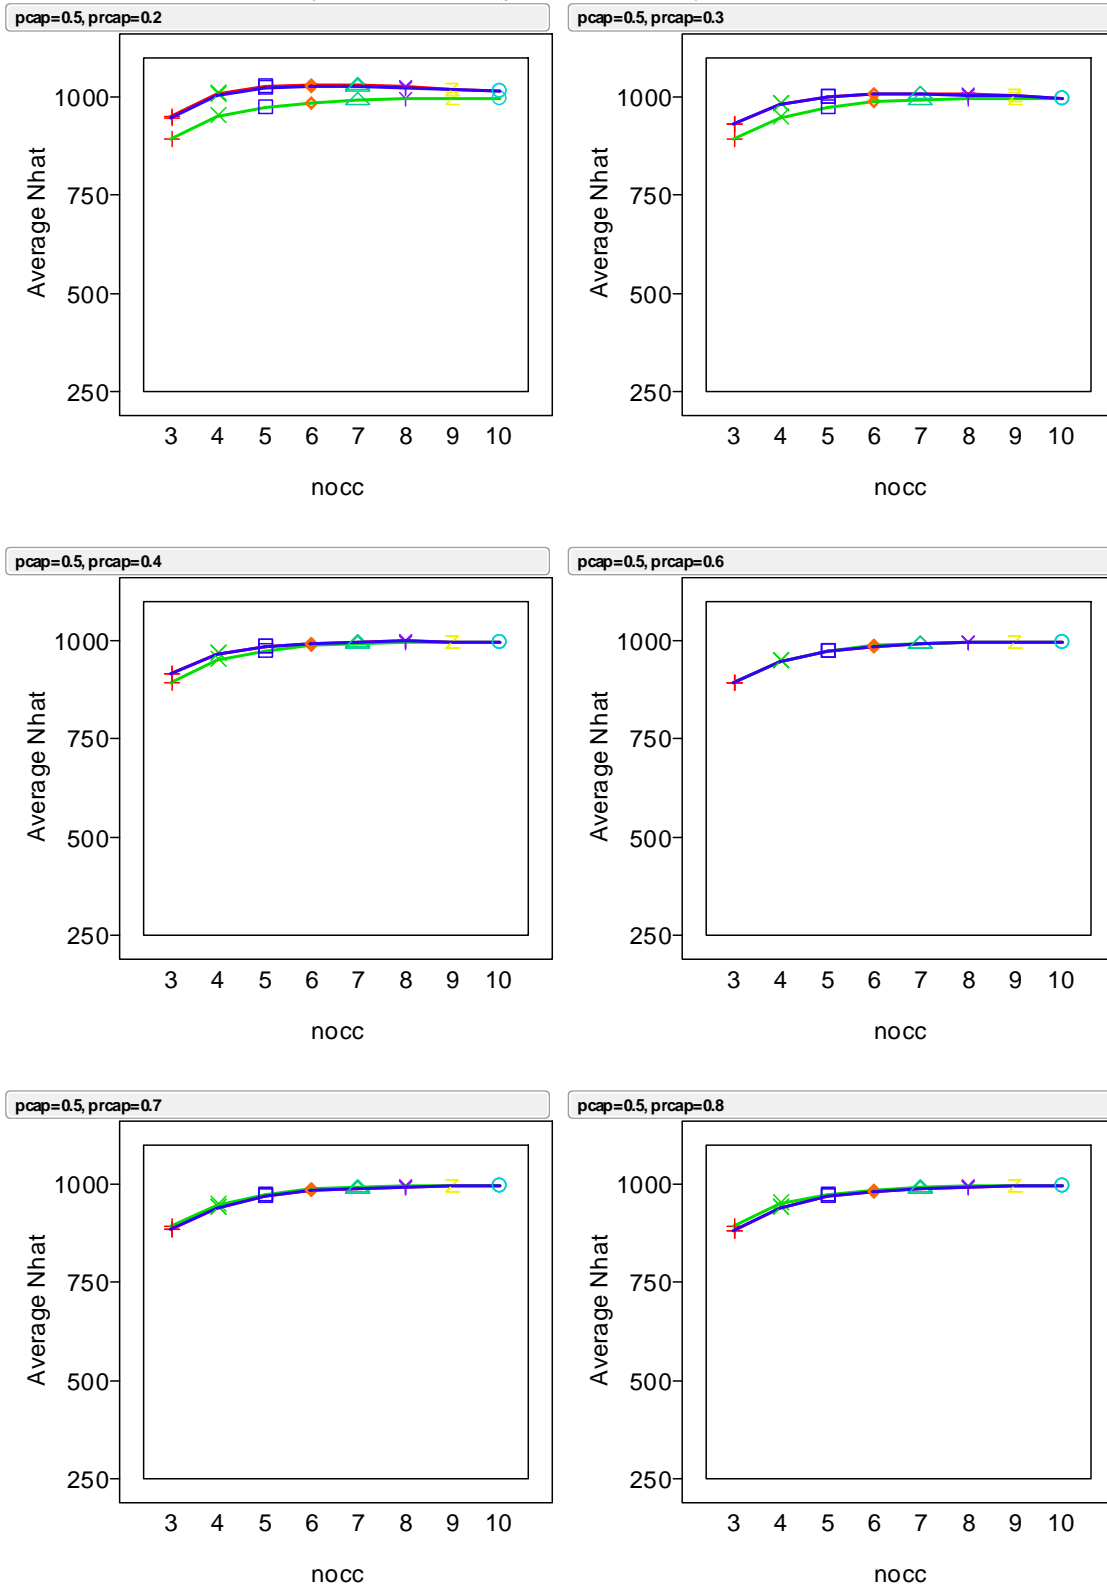 pcap=0.5, prcap=0.2
1000
750
500
250
Average Nhat
3 4 5 6 7 8 9 10
nocc
pcap=0.5, prcap=0.3
1000
750
500
250
Average Nhat
3 4 5 6 7 8 9 10
nocc
pcap=0.5, prcap=0.4
1000
750
500
250
Average Nhat
3 4 5 6 7 8 9 10
nocc
pcap=0.5, prcap=0.6
1000
750
500
250
Average Nhat
3 4 5 6 7 8 9 10
nocc
pcap=0.5, prcap=0.7
1000
750
500
250
Average Nhat
3 4 5 6 7 8 9 10
nocc
pcap=0.5, prcap=0.8
1000
750
500
250
Average Nhat
3 4 5 6 7 8 9 10
nocc